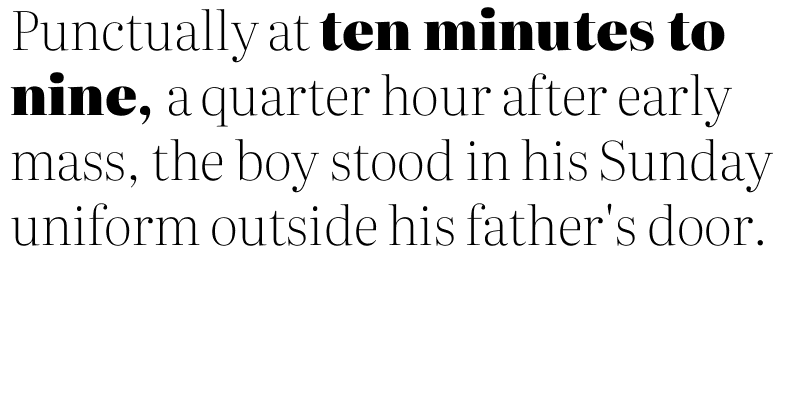 Punctually at ten minutes to
nine, a quarter hour after early
mass, the boy stood in his Sunday
uniform outside his father's door.